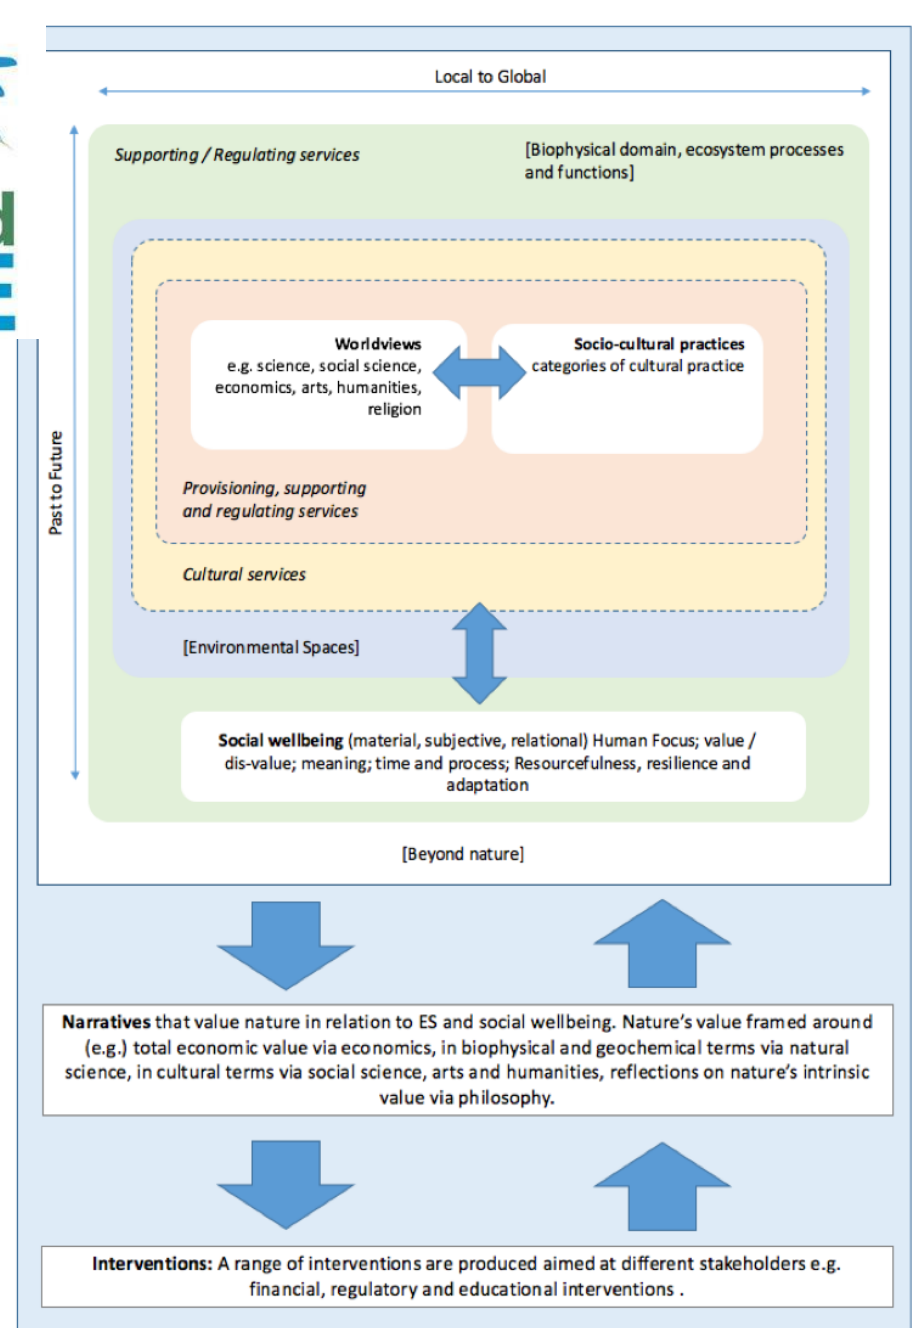 Local to Global
Supporting / Regulating services
[Biophysical domain, ecosystem processes
and functions]
Worldviews
e.g. science, social science,
economics, arts, humanities,
religion
Socio-cultural practices
categories of cultural practice
Past to Future
Provisioning, supporting
and regulating services
Cultural services
[Environmental Spaces]
Social wellbeing (material, subjective, relational) Human Focus; value /
dis-value; meaning; time and process; Resourcefulness, resilience and
adaptation
[Beyond nature]
Narratives that value nature in relation to ES and social wellbeing. Nature's value framed around
(e.g.) total economic value via economics, in biophysical and geochemical terms via natural
science, in cultural terms via social science, arts and humanities, reflections on nature's intrinsic
value via philosophy.
Interventions: A range of interventions are produced aimed at different stakeholders e.g.
financial, regulatory and educational interventions .